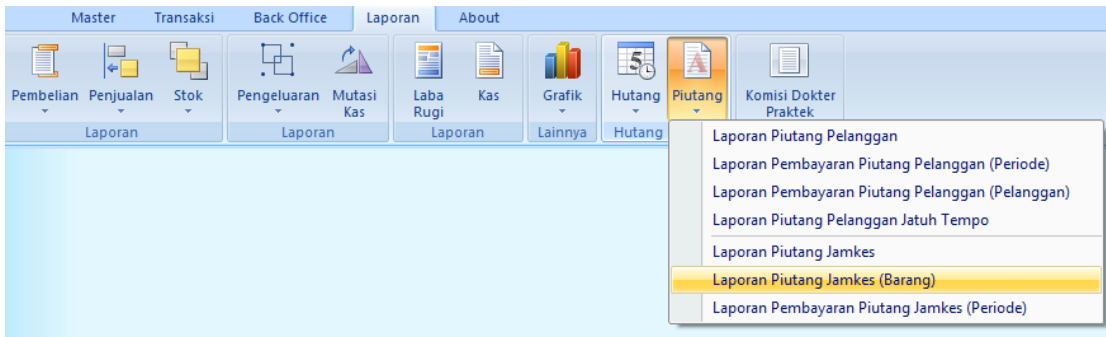 Master Transaksi Back Office Laporan About
Pembelian Penjualan Stok Pengeluaran Mutasi Kas Laba Rugi Kas Grafik Hutang Piutang Komisi Dokter Praktek
Laporan Laporan Laporan Lainnya Hutang
Laporan Piutang Pelanggan
Laporan Pembayaran Piutang Pelanggan (Periode)
Laporan Pembayaran Piutang Pelanggan (Pelanggan)
Laporan Piutang Pelanggan Jatuh Tempo
Laporan Piutang Jamkes
Laporan Piutang Jamkes (Barang)
Laporan Pembayaran Piutang Jamkes (Periode)